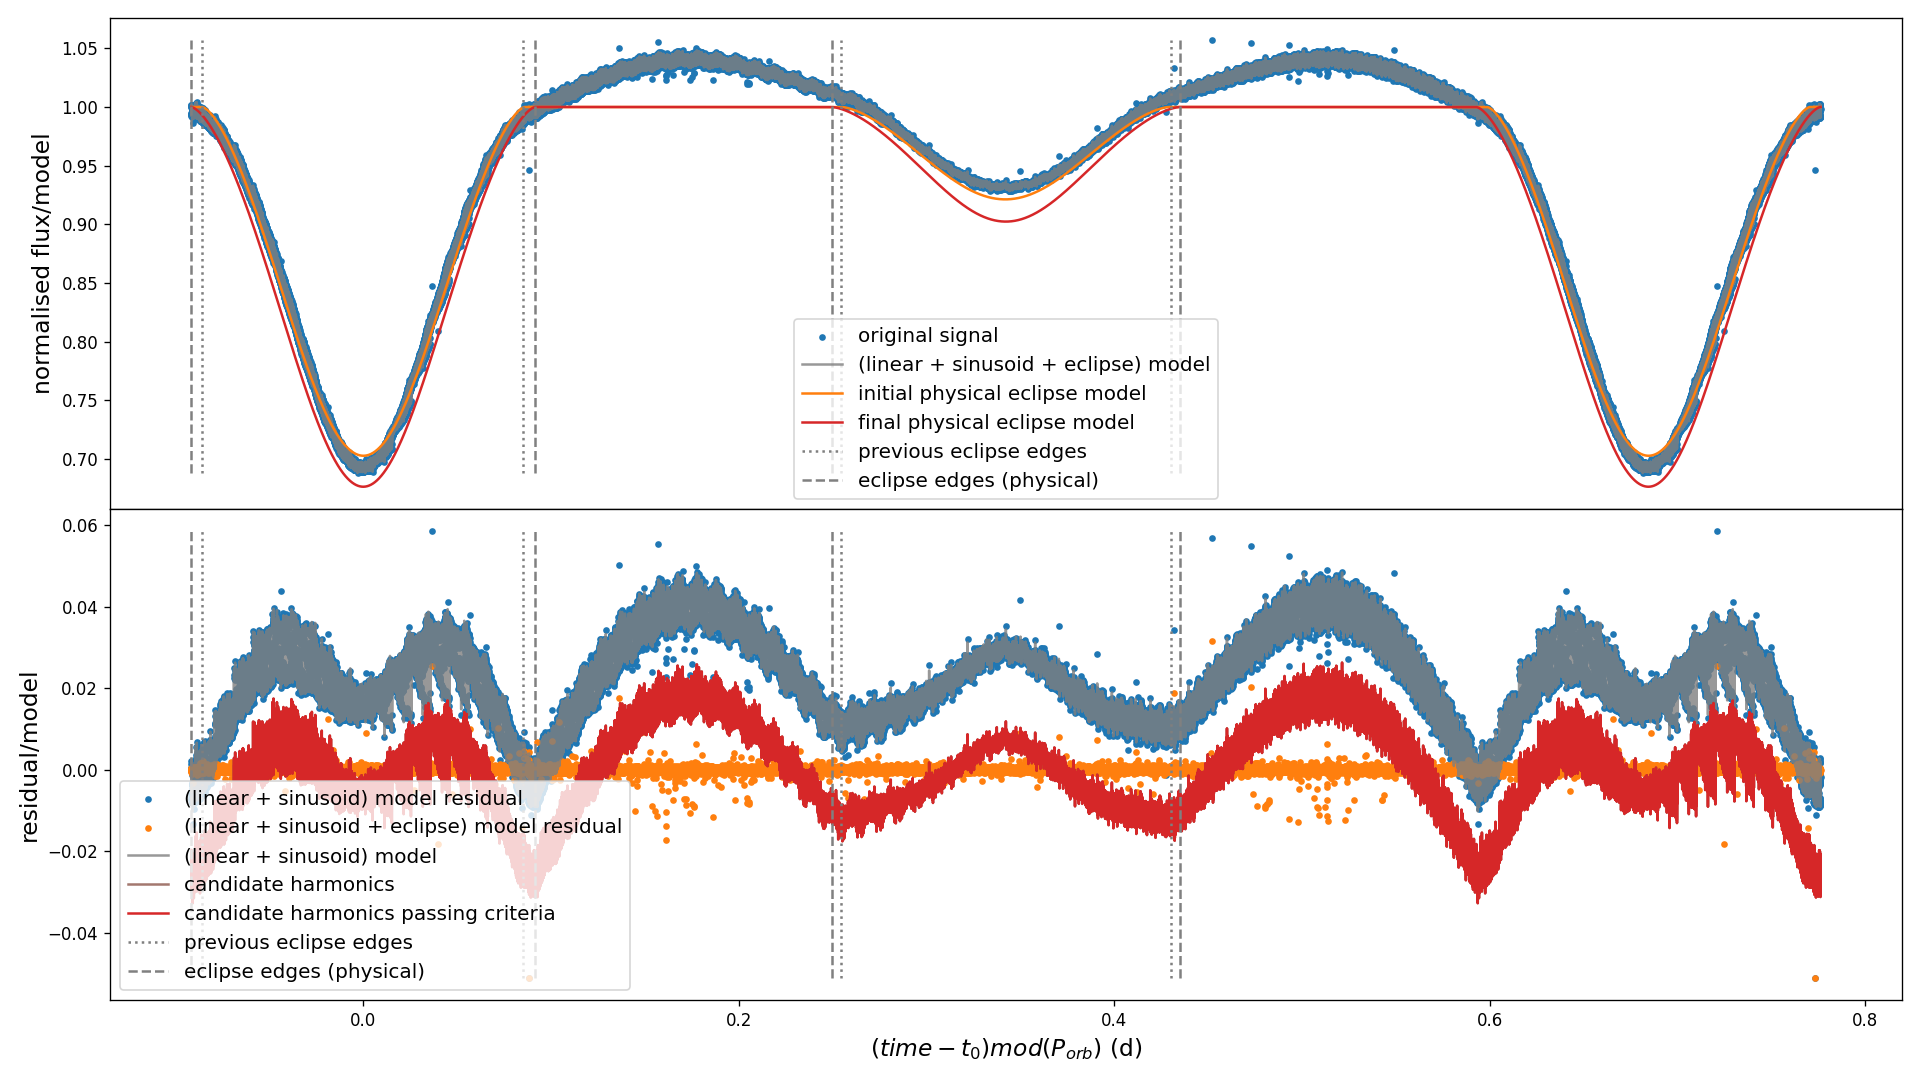 normalised flux/model
1.05
1.00
0.95
0.90
0.85
0.80
0.75
0.70
original signal
(linear + sinusoid + eclipse) model
initial physical eclipse model
final physical eclipse model
previous eclipse edges
eclipse edges (physical)
residual/model
0.06
0.04
0.02
0.00
−0.02
−0.04
(linear + sinusoid) model residual
(linear + sinusoid + eclipse) model residual
(linear + sinusoid) model
candidate harmonics
candidate harmonics passing criteria
previous eclipse edges
eclipse edges (physical)
0.0 0.2 0.4 0.6 0.8
(time − t₀)mod(Pₒᵣb) (d)